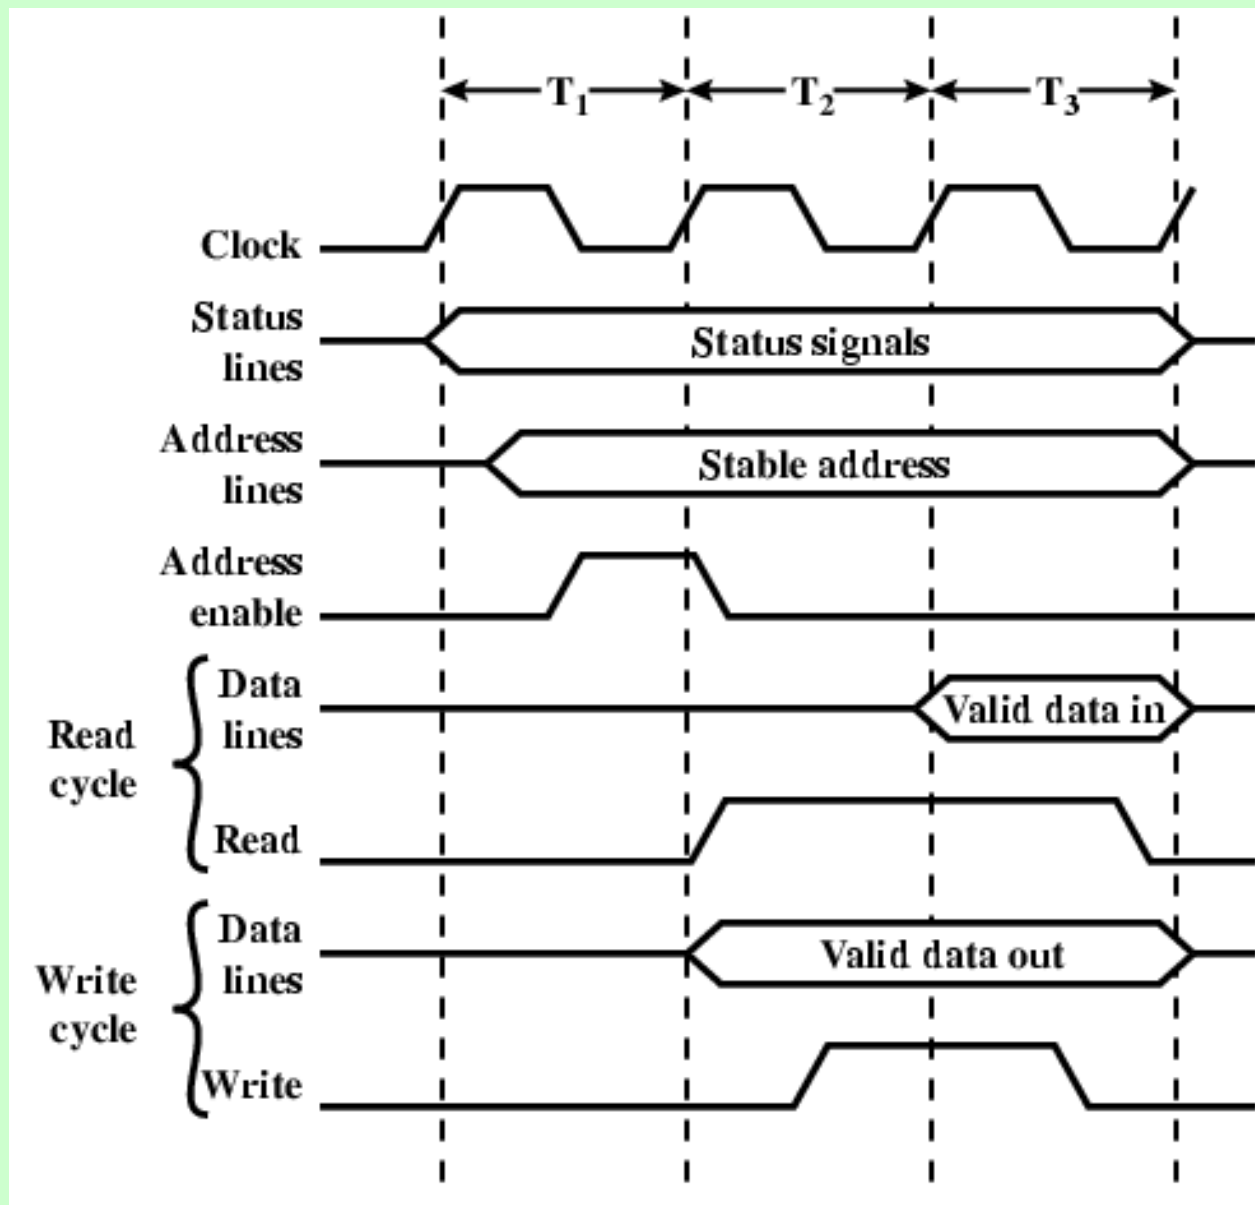 T1 T2 T3
Clock
Status
lines
Status signals
Address
lines
Stable address
Address
enable
Read
cycle
Data
lines
Valid data in
Read
Write
cycle
Data
lines
Valid data out
Write